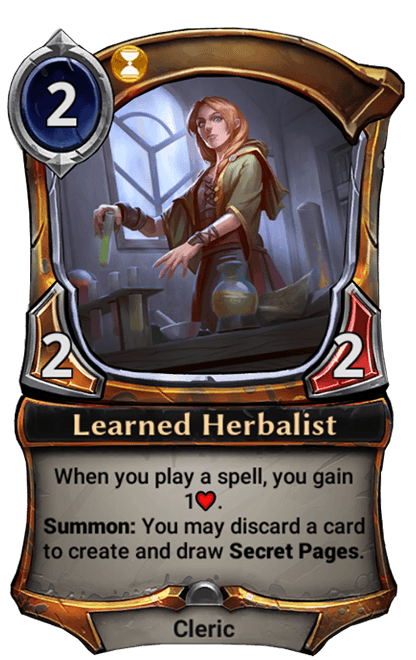 2
2
2
Learned Herbalist
When you play a spell, you gain
1❤.
Summon: You may discard a card
to create and draw Secret Pages.
Cleric